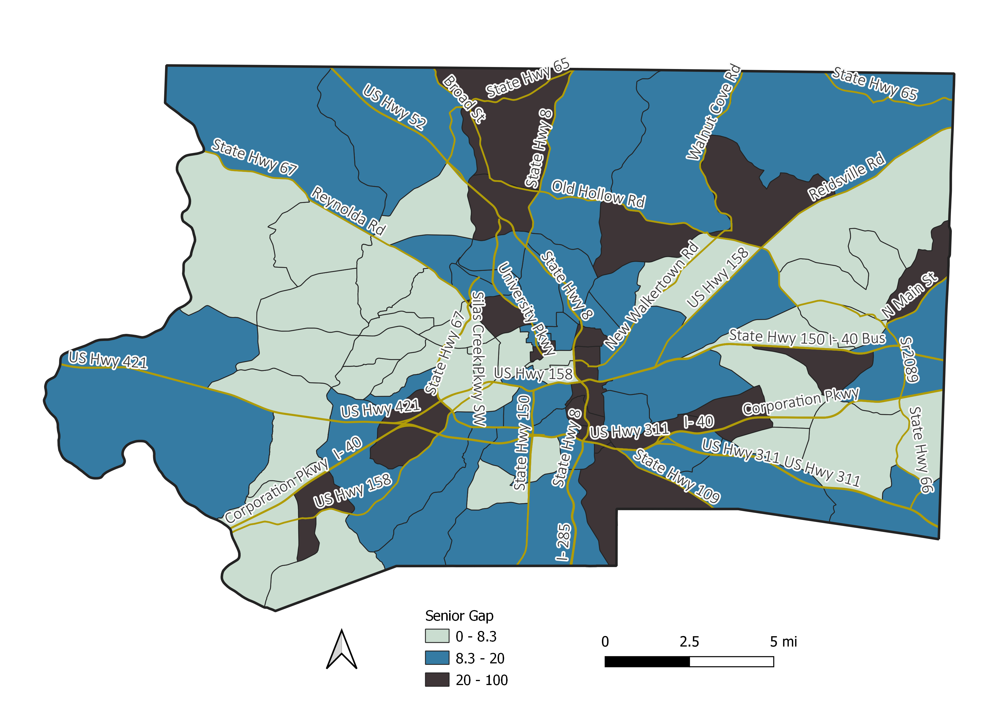 State Hwy 65
Broad St
US Hwy 52
State Hwy 8
Walnut Cove Rd
State Hwy 65
State Hwy 67
Reynolda Rd
Old Hollow Rd
Reidsville Rd
State Hwy 8
University Pkwy
New Walkertown Rd
US Hwy 158
N Main St
Silas Creek Pkwy SW
State Hwy 67
State Hwy 150 I- 40 Bus
Sr2089
US Hwy 421
US Hwy 158
US Hwy 421
State Hwy 150
State Hwy 8
Corporation Pkwy
I- 40
US Hwy 311
State Hwy 66
Corporation Pkwy I- 40
US Hwy 158
State Hwy 109
US Hwy 311 US Hwy 311
I- 285
Senior Gap
0 - 8.3
8.3 - 20
20 - 100
0 2.5 5 mi